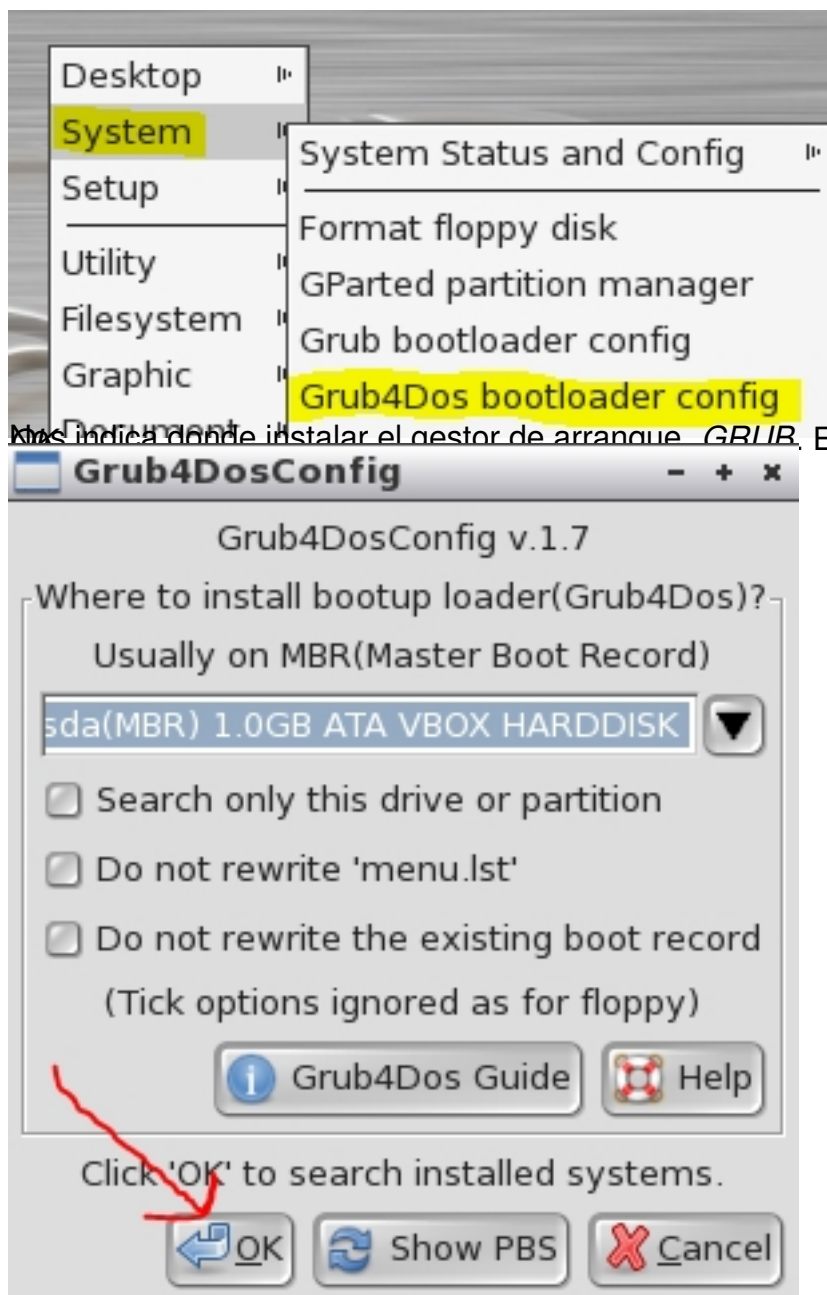 Desktop
System
Setup
Utility
Filesystem
Graphic
Document
System Status and Config
Format floppy disk
GParted partition manager
Grub bootloader config
Grub4Dos bootloader config
indica donde instalar el gestor de arranque, GRUB. E
Grub4DosConfig
Grub4DosConfig v.1.7
Where to install bootup loader(Grub4Dos)?
Usually on MBR(Master Boot Record)
sda(MBR) 1.0GB ATA VBOX HARDDISK
Search only this drive or partition
Do not rewrite 'menu.lst'
Do not rewrite the existing boot record
(Tick options ignored as for floppy)
Grub4Dos Guide Help
Click 'OK' to search installed systems.
OK Show PBS Cancel